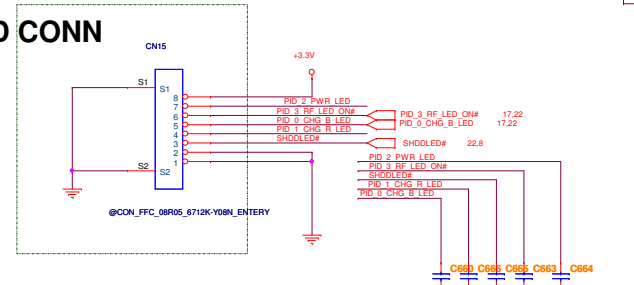 D CONN
CN15
+3.3V
S1
S1
8
7
6
5
4
3
2
1
S2
S2
PID_2_PWR_LED
PID_3_RF_LED_ON#
PID_0_CHG_B_LED
PID_1_CHG_R_LED
SHDDLED#
PID_3_RF_LED_ON# 17,22
PID_0_CHG_B_LED 17,22
SHDDLED# 22,8
@CON_FFC_08R05_6712K-Y08N_ENTERY
PID_2_PWR_LED
PID_3_RF_LED_ON#
SHDDLED#
PID_1_CHG_R_LED
PID_0_CHG_B_LED
C660 C666 C665 C663 C664